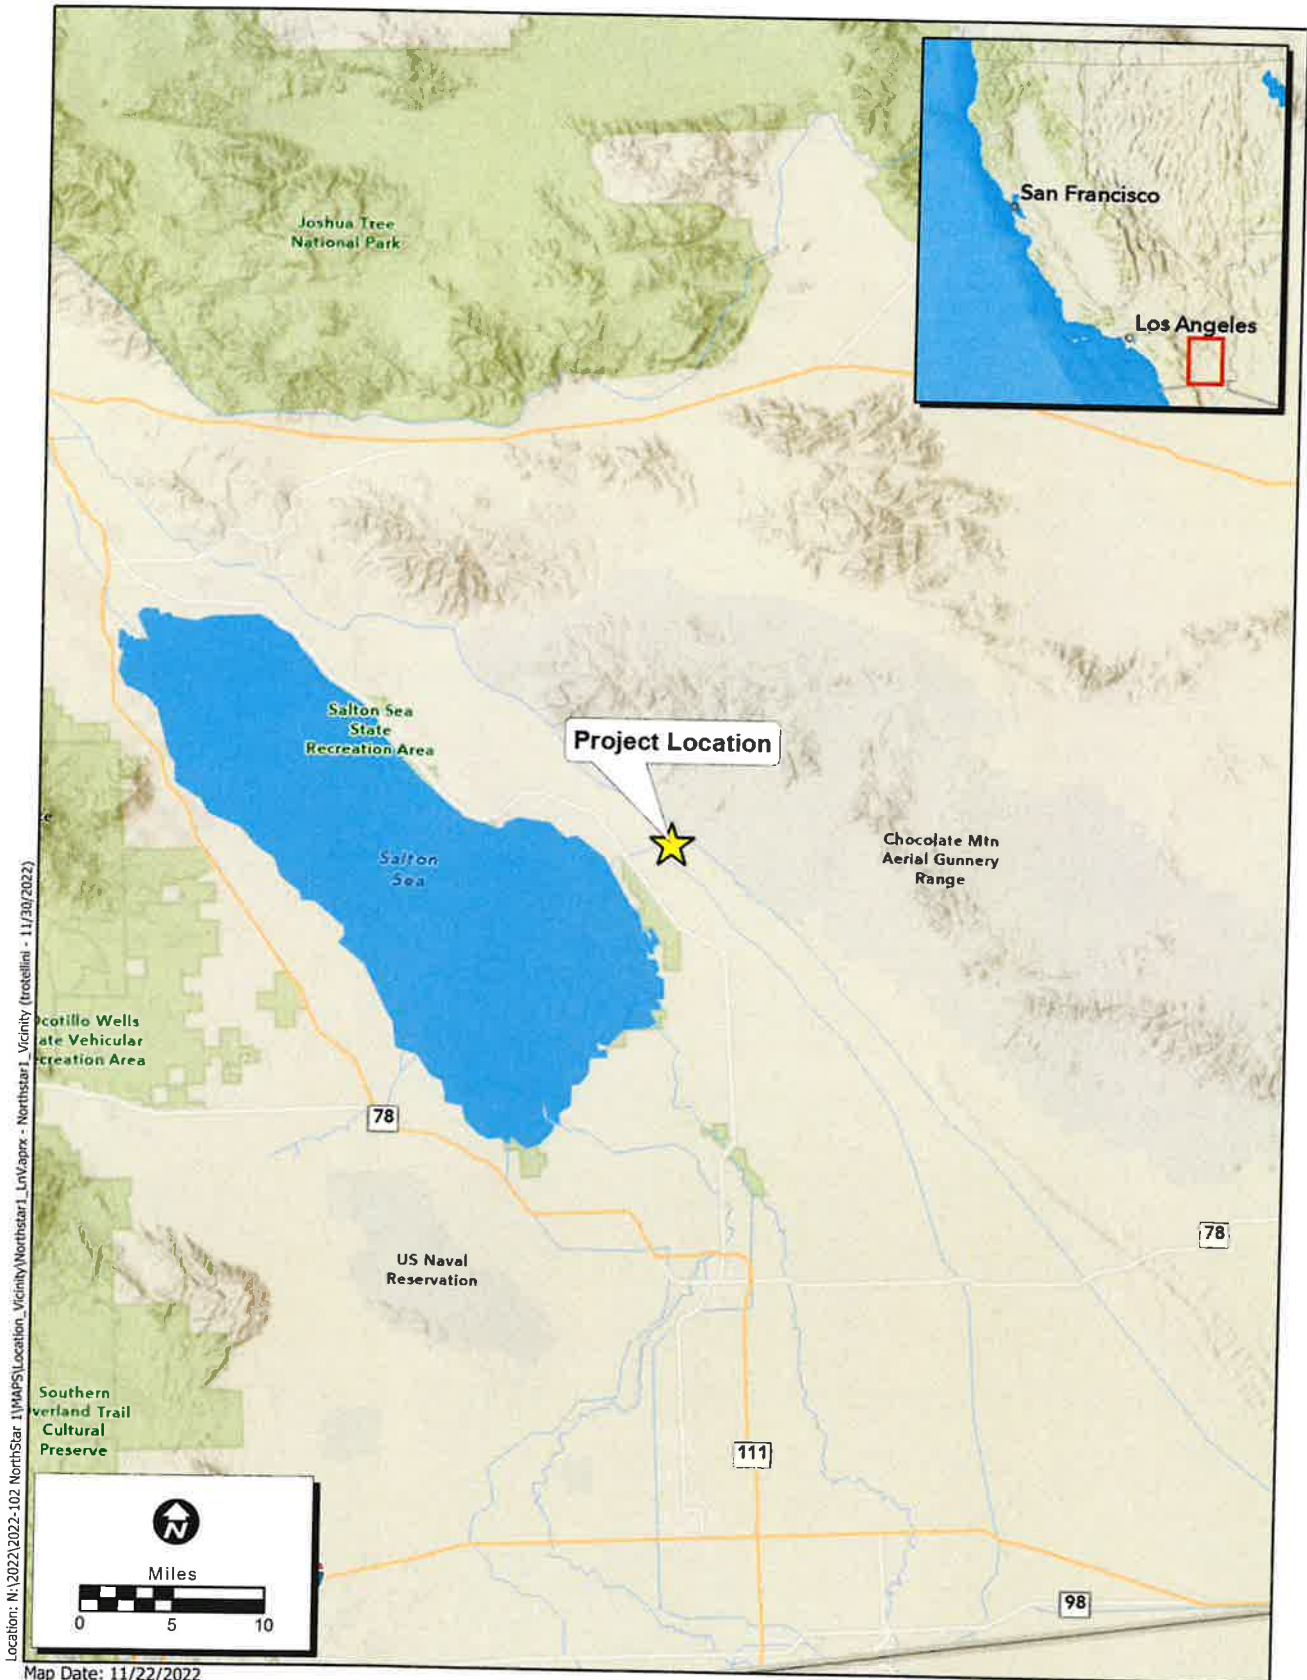 San Francisco
Los Angeles
Joshua Tree
National Park
Salton Sea
State
Recreation Area
Project Location
Salton
Sea
Chocolate Mtn
Aerial Gunnery
Range
cotillo Wells
ate Vehicular
ecreation Area
78
78
US Naval
Reservation
Southern
verland Trail
Cultural
Preserve
111
98
N
Miles
0 5 10
Location: N:\2022\2022-102 NorthStar 1\MAPS\Location_Vicinity\Northstar1_LnV.aprx - Northstar1_Vicinity (trotellini - 11/30/2022)
Map Date: 11/22/2022